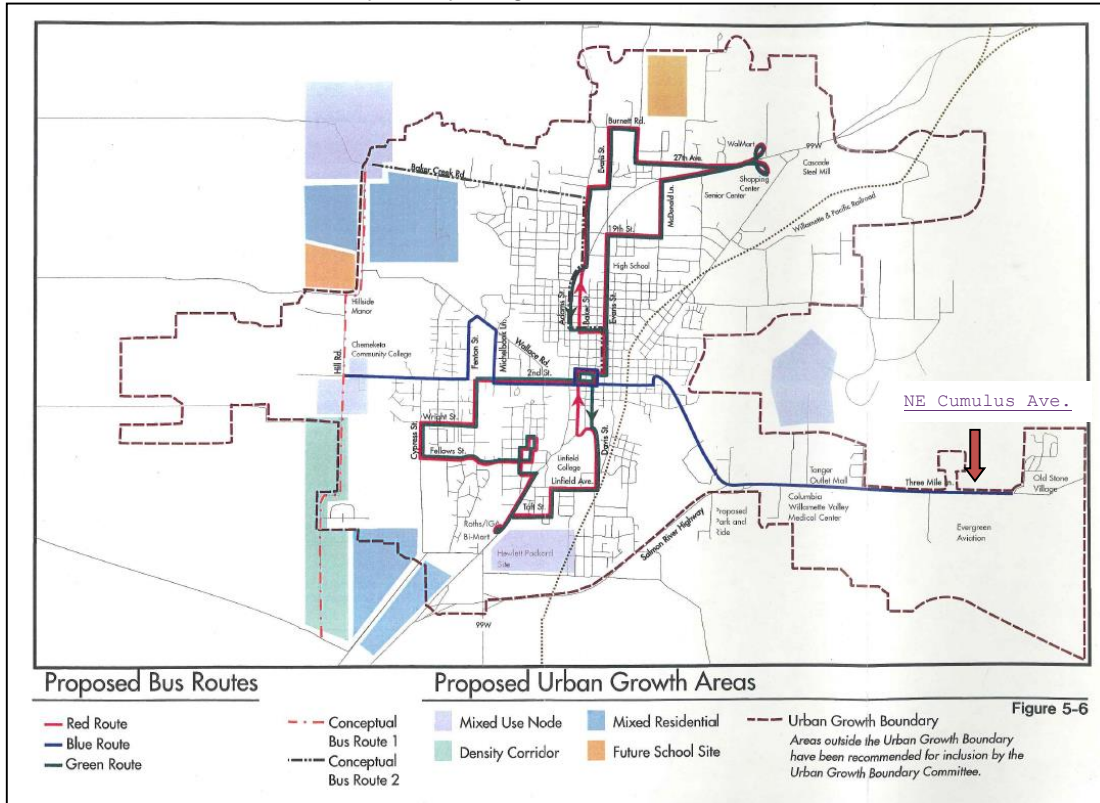 Burnett Rd.
WalMart
99W
Evans St.
27th Ave.
Cascade
Steel Mill
Shopping
Center
Baker Creek Rd.
Senior Center
McDonald Ln.
Willamette & Pacific Railroad
19th St.
High School
Adams St.
Baker St.
Evans St.
Hillside
Manor
Chemeketa
Community College
Hill Rd.
Fenton St.
Michelbook Ln.
Wallace Rd.
2nd St.
NE Cumulus Ave.
Wright St.
Cypress St.
Fellows St.
Davis St.
Linfield
College
Linfield Ave.
Tanger
Outlet Mall
Three Mile Ln.
Old Stone
Village
Columbia
Willamette Valley
Medical Center
Taft St.
Roths/IGA
Bi-Mart
Proposed
Park and
Ride
Salmon River Highway
Evergreen
Aviation
Hewlett Packard
Site
99W
Proposed Bus Routes
Proposed Urban Growth Areas
Figure 5-6
Red Route
Blue Route
Green Route
Conceptual
Bus Route 1
Conceptual
Bus Route 2
Mixed Use Node
Density Corridor
Mixed Residential
Future School Site
Urban Growth Boundary
Areas outside the Urban Growth Boundary
have been recommended for inclusion by the
Urban Growth Boundary Committee.